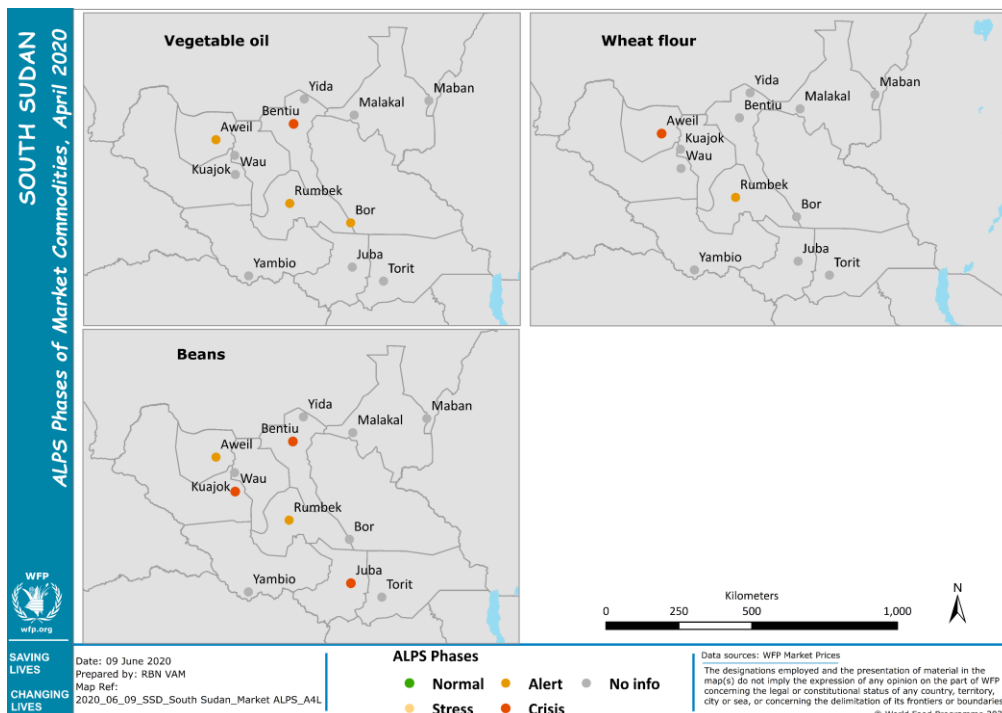 SOUTH SUDAN
ALPS Phases of Market Commodities, April 2020
WFP
wfp.org
SAVING
LIVES
CHANGING
LIVES
Vegetable oil
Yida
Maban
Bentiu
Malakal
Aweil
Wau
Kuajok
Rumbek
Bor
Juba
Yambio
Torit
Wheat flour
Yida
Maban
Bentiu
Malakal
Aweil
Kuajok
Wau
Rumbek
Bor
Yambio
Juba
Torit
Beans
Yida
Maban
Bentiu
Malakal
Aweil
Wau
Kuajok
Rumbek
Bor
Juba
Yambio
Torit
Kilometers
0 250 500 1,000
N
Date: 09 June 2020
Prepared by: RBN VAM
Map Ref:
2020_06_09_SSD_South Sudan_Market ALPS_A4L
ALPS Phases
Normal Alert No info
Stress Crisis
Data sources: WFP Market Prices
The designations employed and the presentation of material in the
map(s) do not imply the expression of any opinion on the part of WFP
concerning the legal or constitutional status of any country, territory,
city or sea, or concerning the delimitation of its frontiers or boundaries
© World Food Programme 202